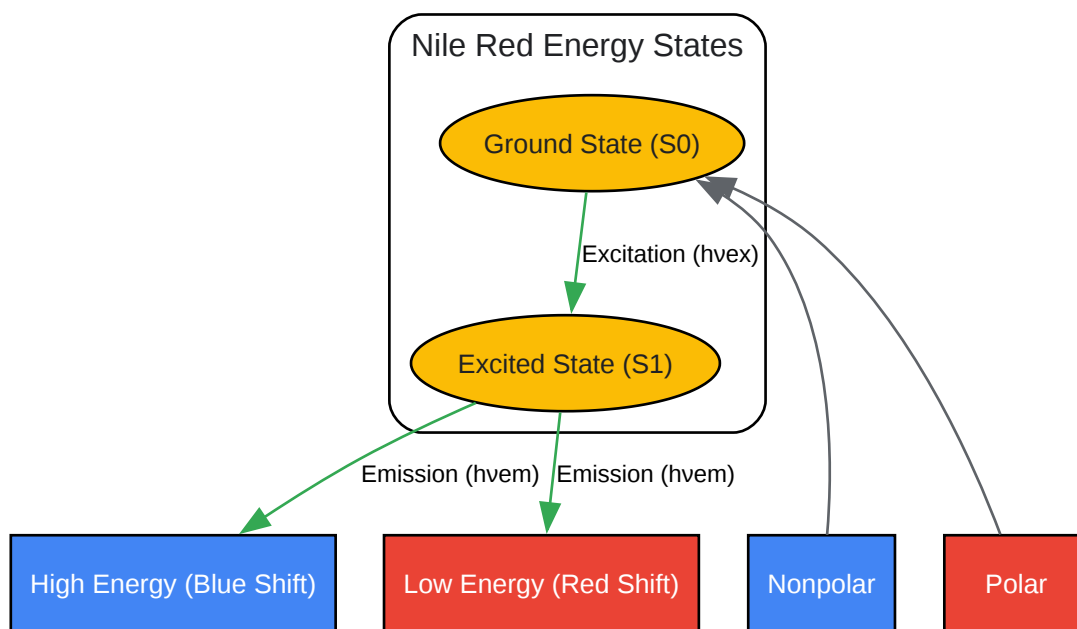 Nile Red Energy States
Ground State (S0)
Excitation (hνex)
Excited State (S1)
Emission (hνem)
Emission (hνem)
High Energy (Blue Shift)
Low Energy (Red Shift)
Nonpolar
Polar